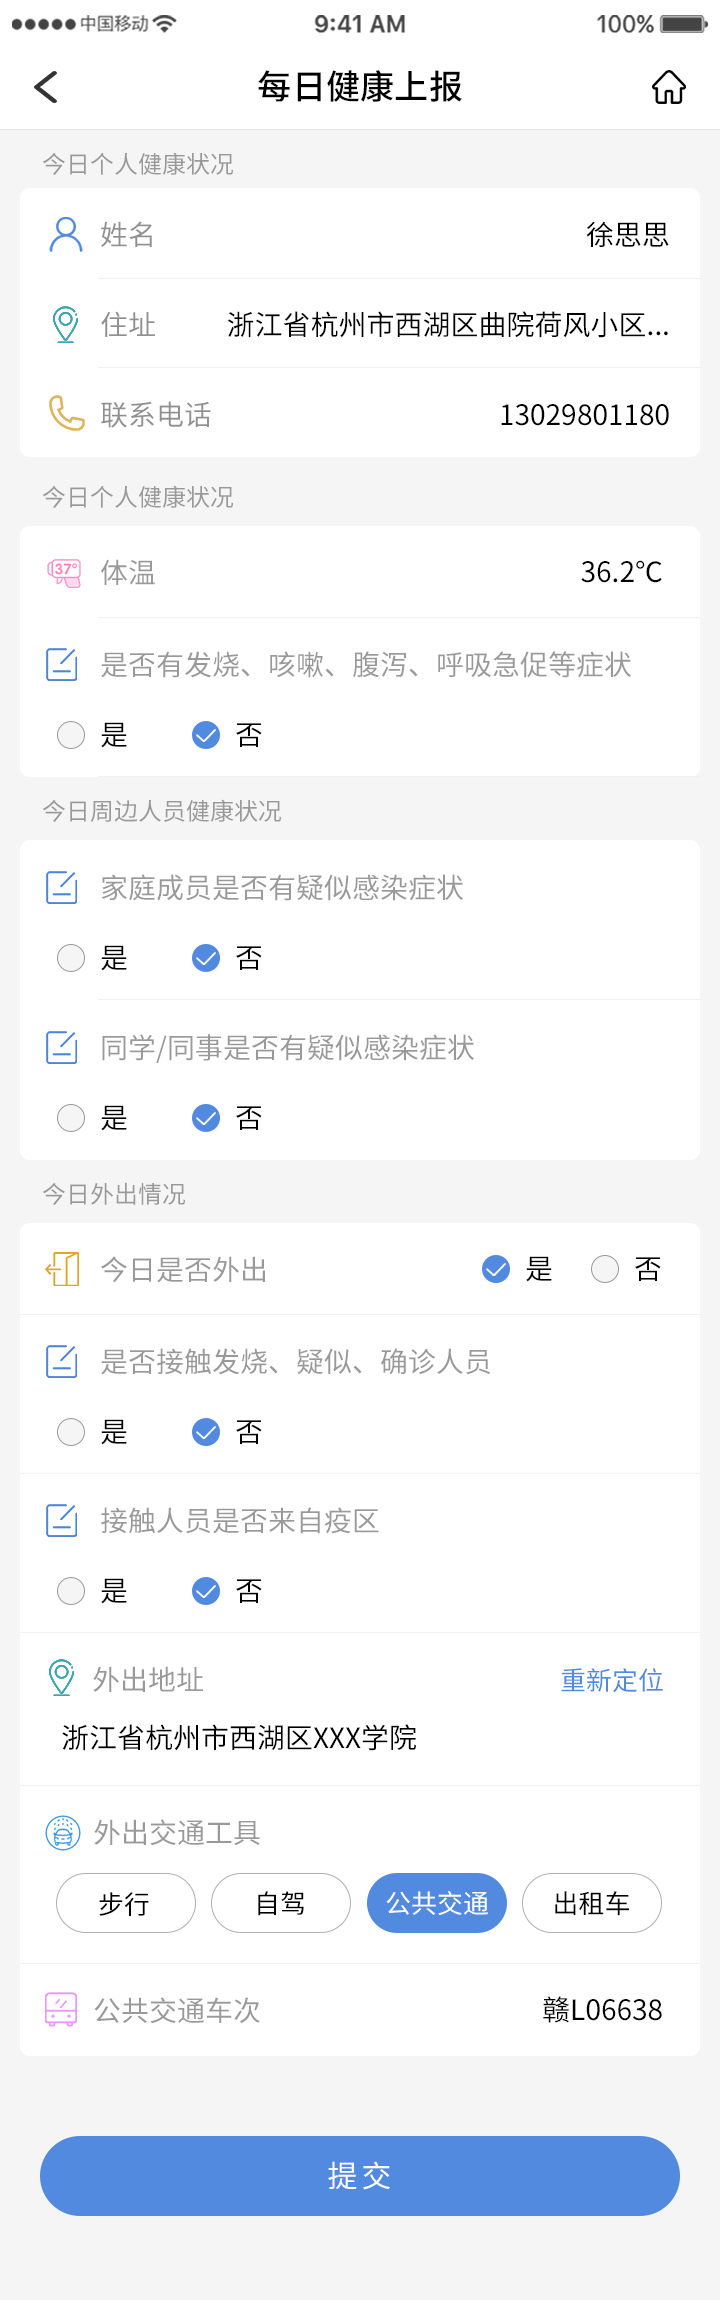 中国移动 9:41 AM 100%
每日健康上报
今日个人健康状况
姓名 徐思思
住址 浙江省杭州市西湖区曲院荷风小区...
联系电话 13029801180
今日个人健康状况
37° 体温 36.2℃
是否有发烧、咳嗽、腹泻、呼吸急促等症状
是 否
今日周边人员健康状况
家庭成员是否有疑似感染症状
是 否
同学/同事是否有疑似感染症状
是 否
今日外出情况
今日是否外出 是 否
是否接触发烧、疑似、确诊人员
是 否
接触人员是否来自疫区
是 否
外出地址 重新定位
浙江省杭州市西湖区XXX学院
外出交通工具
步行 自驾 公共交通 出租车
公共交通车次 赣L06638
提交